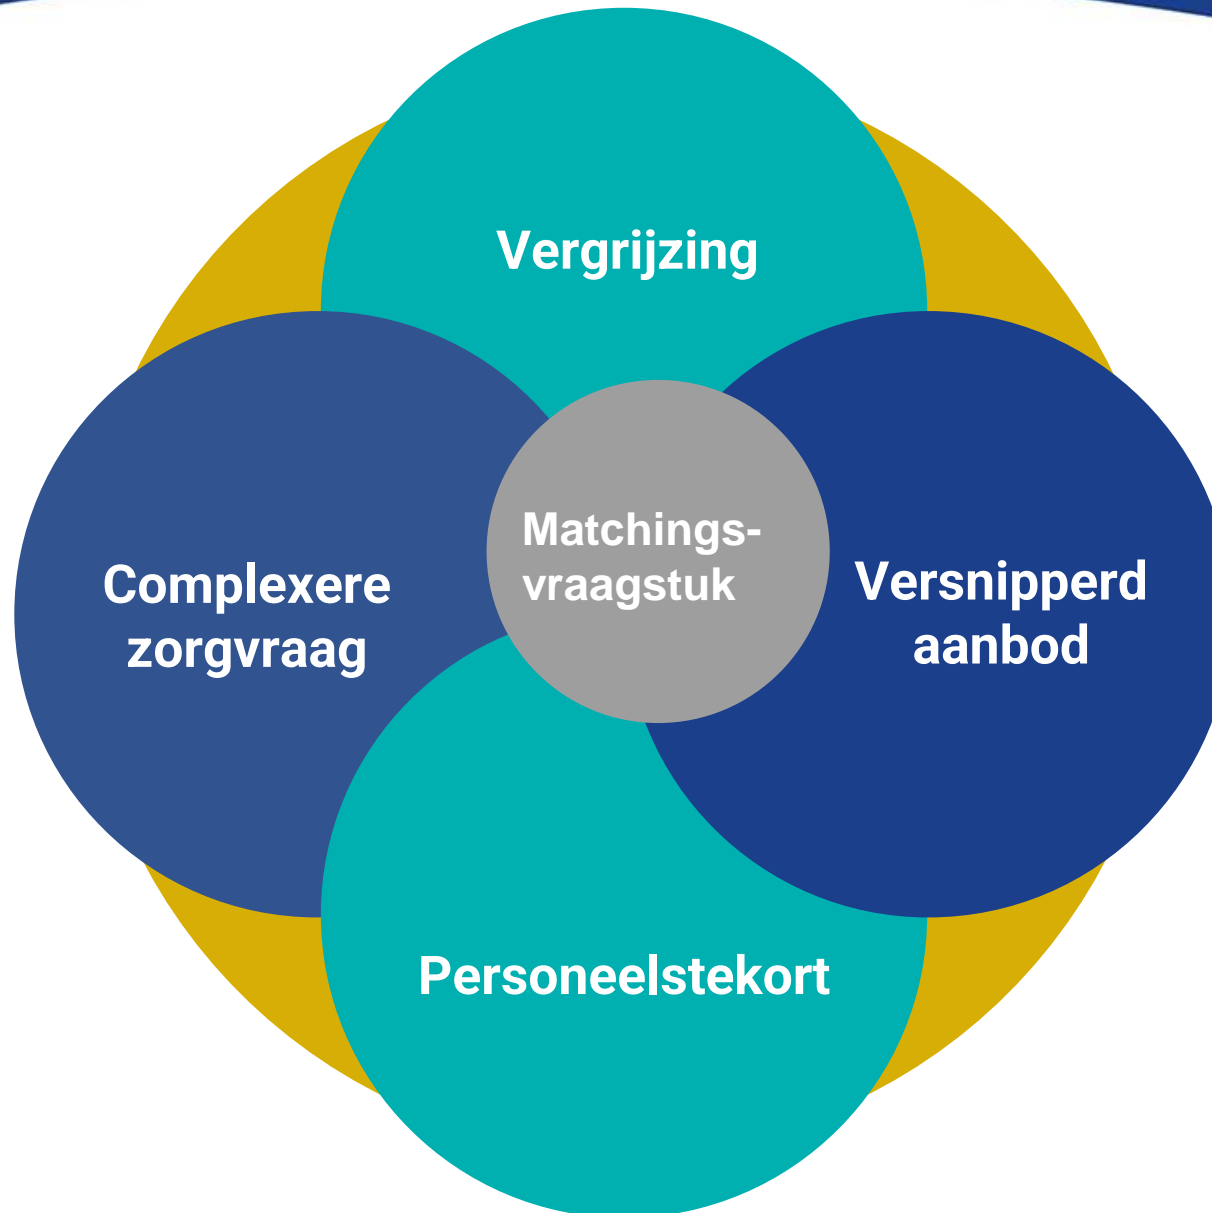 Vergrijzing
Matchings-
vraagstuk
Complexere
zorgvraag
Versnipperd
aanbod
Personeelstekort